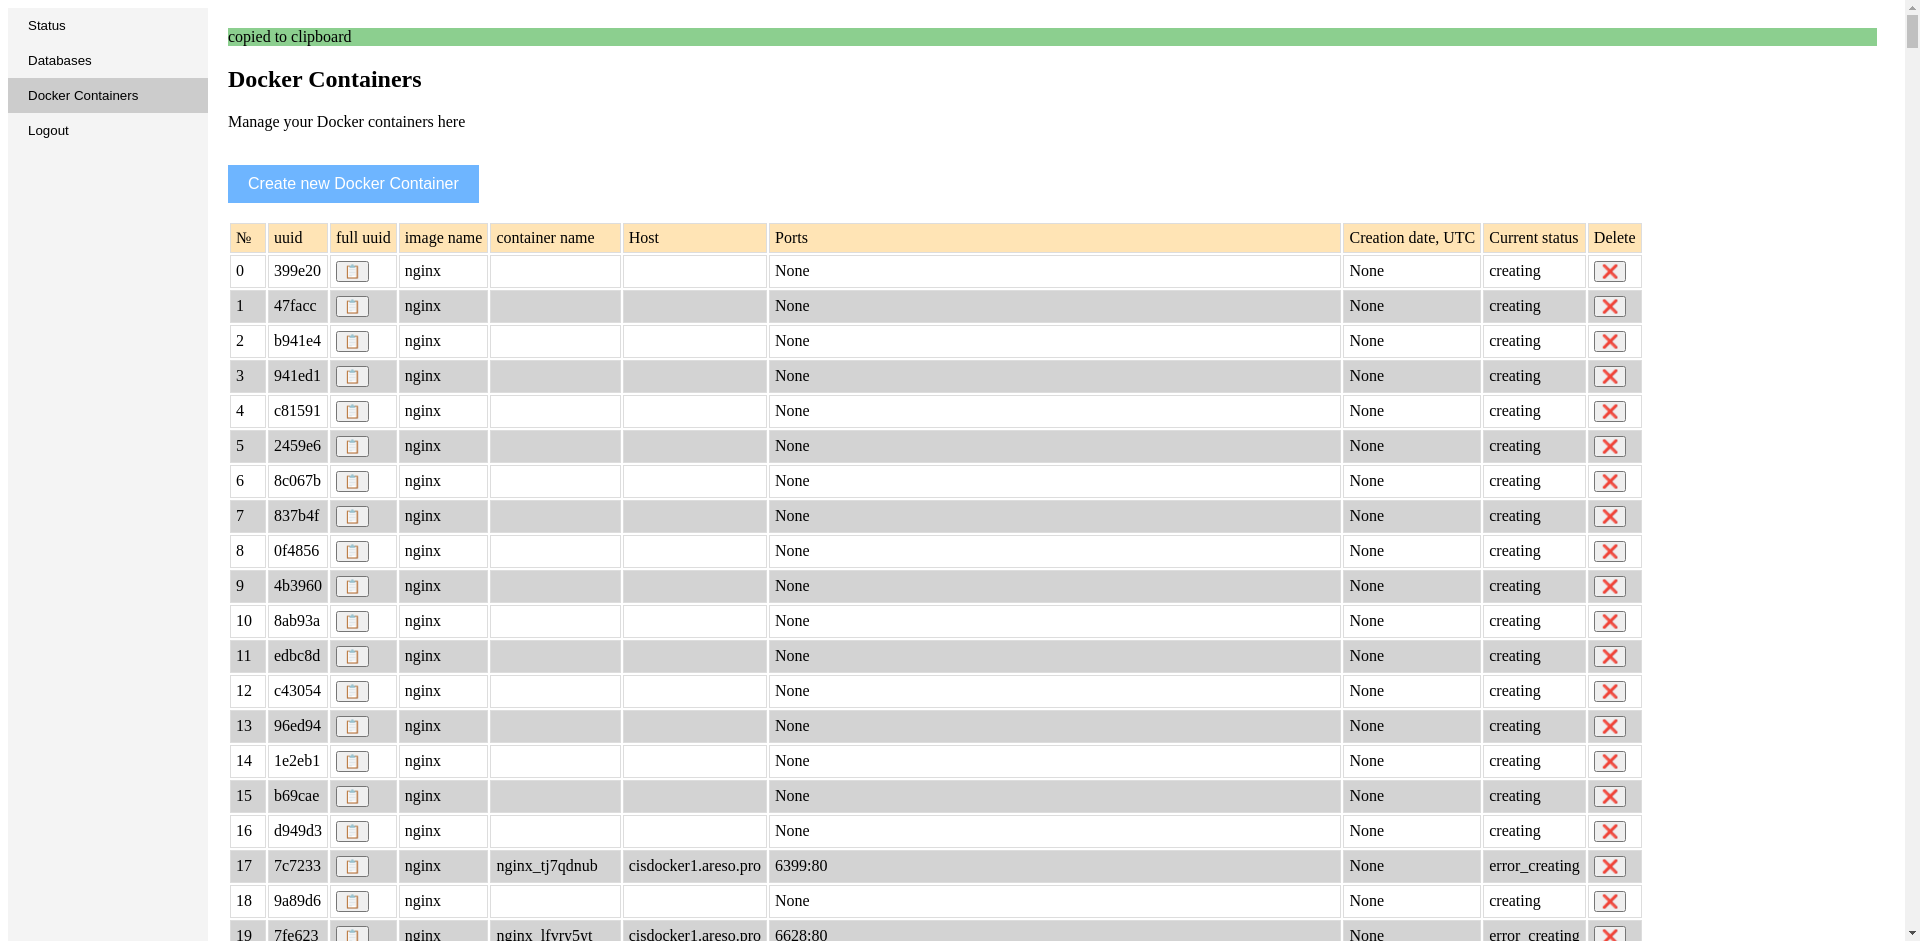 Status
Databases
Docker Containers
Logout
copied to clipboard
Docker Containers
Manage your Docker containers here
Create new Docker Container
№ uuid full uuid image name container name Host Ports Creation date, UTC Current status Delete
0 399e20 nginx None None creating
1 47facc nginx None None creating
2 b941e4 nginx None None creating
3 941ed1 nginx None None creating
4 c81591 nginx None None creating
5 2459e6 nginx None None creating
6 8c067b nginx None None creating
7 837b4f nginx None None creating
8 0f4856 nginx None None creating
9 4b3960 nginx None None creating
10 8ab93a nginx None None creating
11 edbc8d nginx None None creating
12 c43054 nginx None None creating
13 96ed94 nginx None None creating
14 1e2eb1 nginx None None creating
15 b69cae nginx None None creating
16 d949d3 nginx None None creating
17 7c7233 nginx nginx_tj7qdnub cisdocker1.areso.pro 6399:80 None error_creating
18 9a89d6 nginx None None creating
19 7fe623 nginx cisdocker1.areso.pro 6628:80 None error_creating